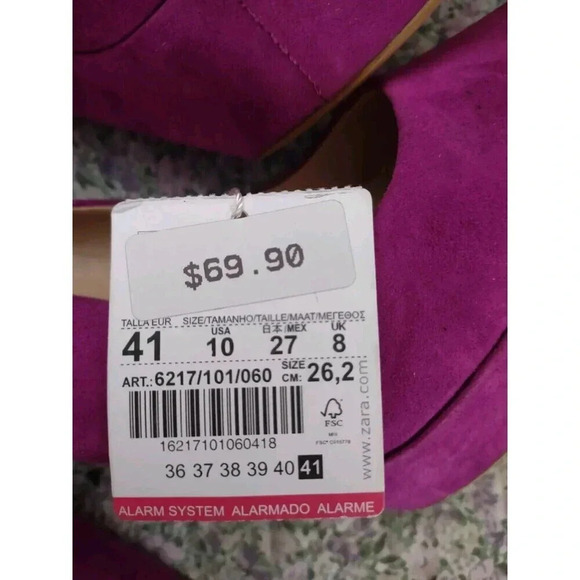 $69.90
TALLA EUR SIZE/TAMANHO/TAILLE/MAAT/ΜΕΓΕΘΟΣ
USA 日本/MEX UK
41 10 27 8
ART.: 6217/101/060 SIZE CM: 26,2
FSC
MIX
16217101060418
www.zara.com
36 37 38 39 40 41
ALARM SYSTEM ALARMADO ALARME